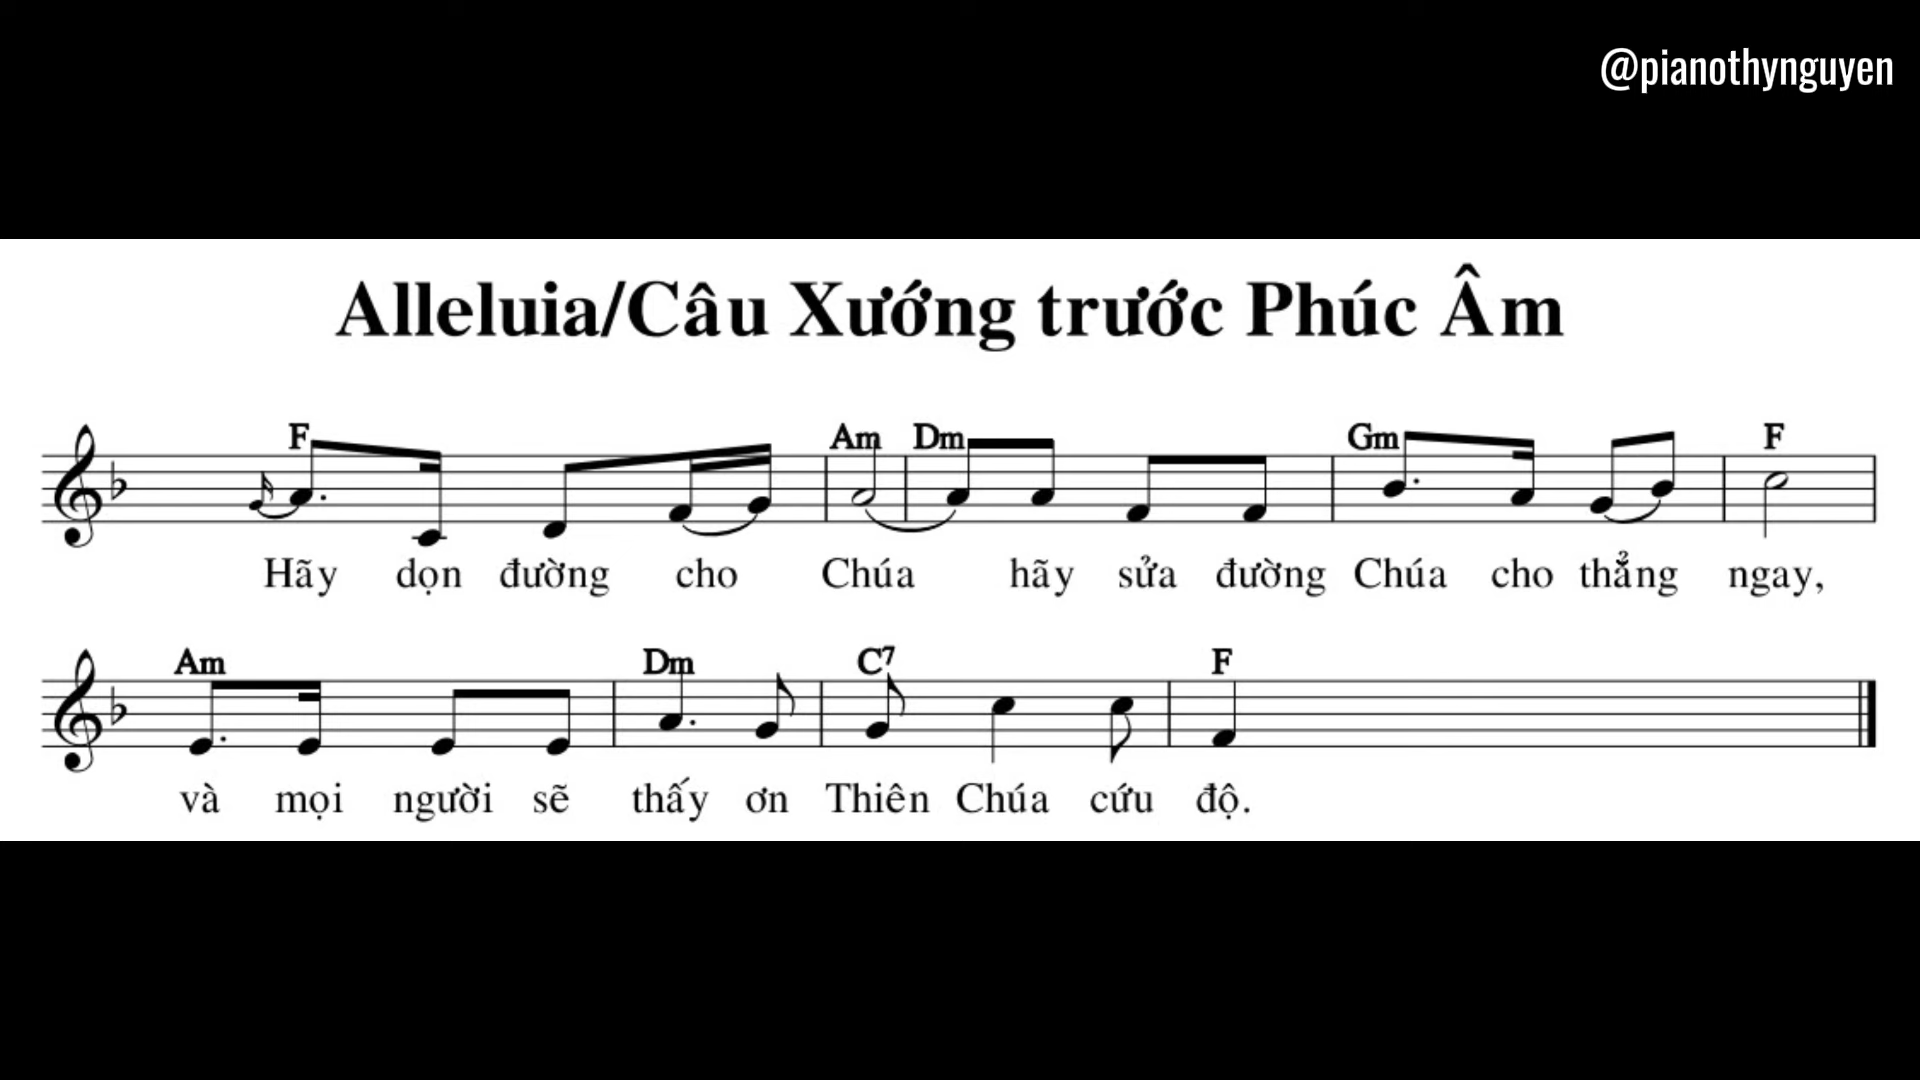 @pianothynguyen
Alleluia/Câu Xướng trước Phúc Âm
F Am Dm Gm F
Hãy dọn đường cho Chúa hãy sửa đường Chúa cho thẳng ngay,
Am Dm C7 F
và mọi người sẽ thấy ơn Thiên Chúa cứu độ.